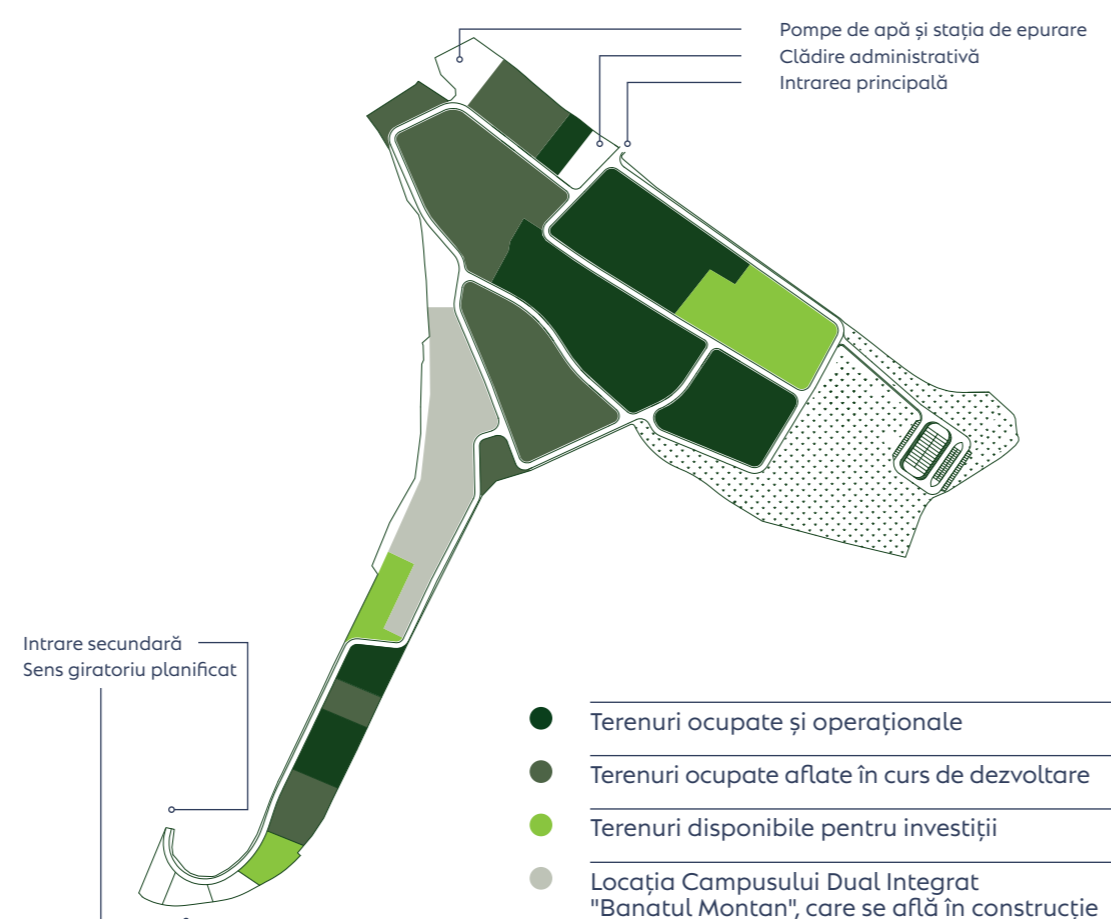 Pompe de apă și stația de epurare
Clădire administrativă
Intrarea principală
Intrare secundară
Sens giratoriu planificat
Terenuri ocupate și operaționale
Terenuri ocupate aflate în curs de dezvoltare
Terenuri disponibile pentru investiții
Locația Campusului Dual Integrat
"Banatul Montan", care se află în construcție